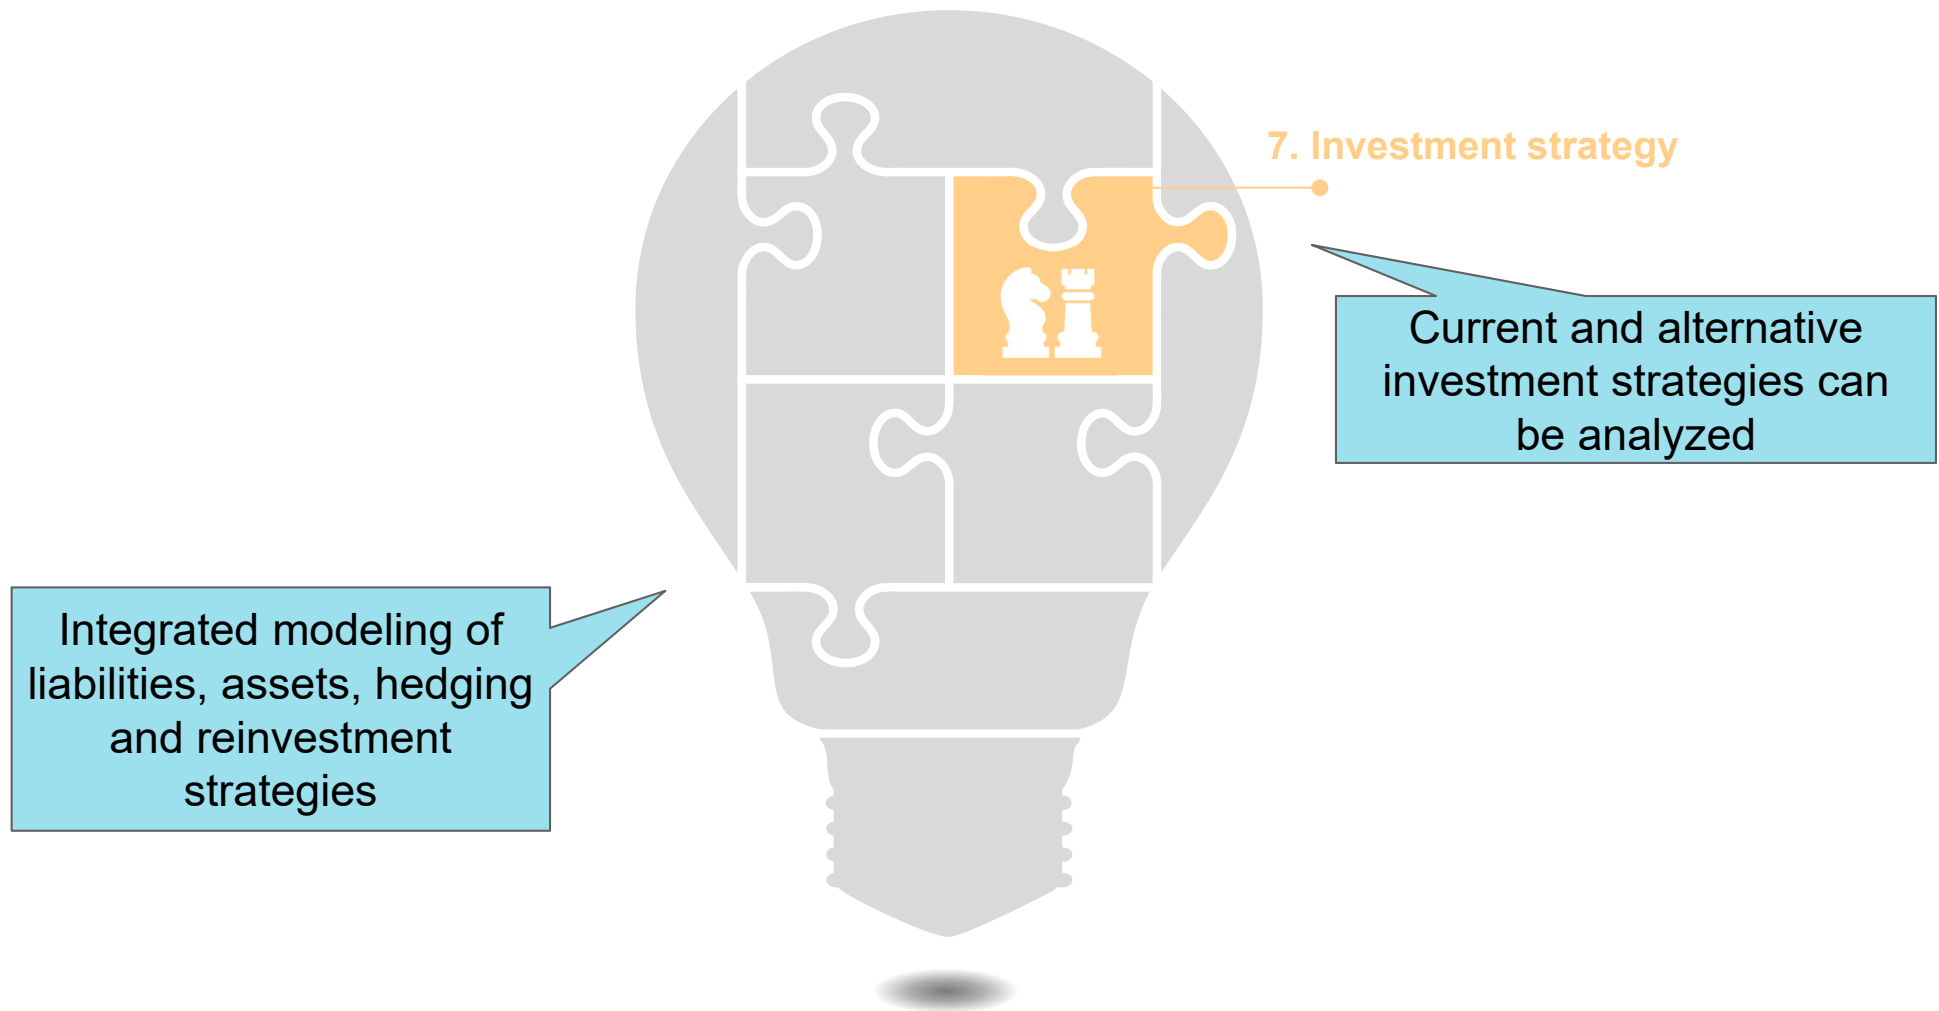 7. Investment strategy
Current and alternative
investment strategies can
be analyzed
Integrated modeling of
liabilities, assets, hedging
and reinvestment
strategies